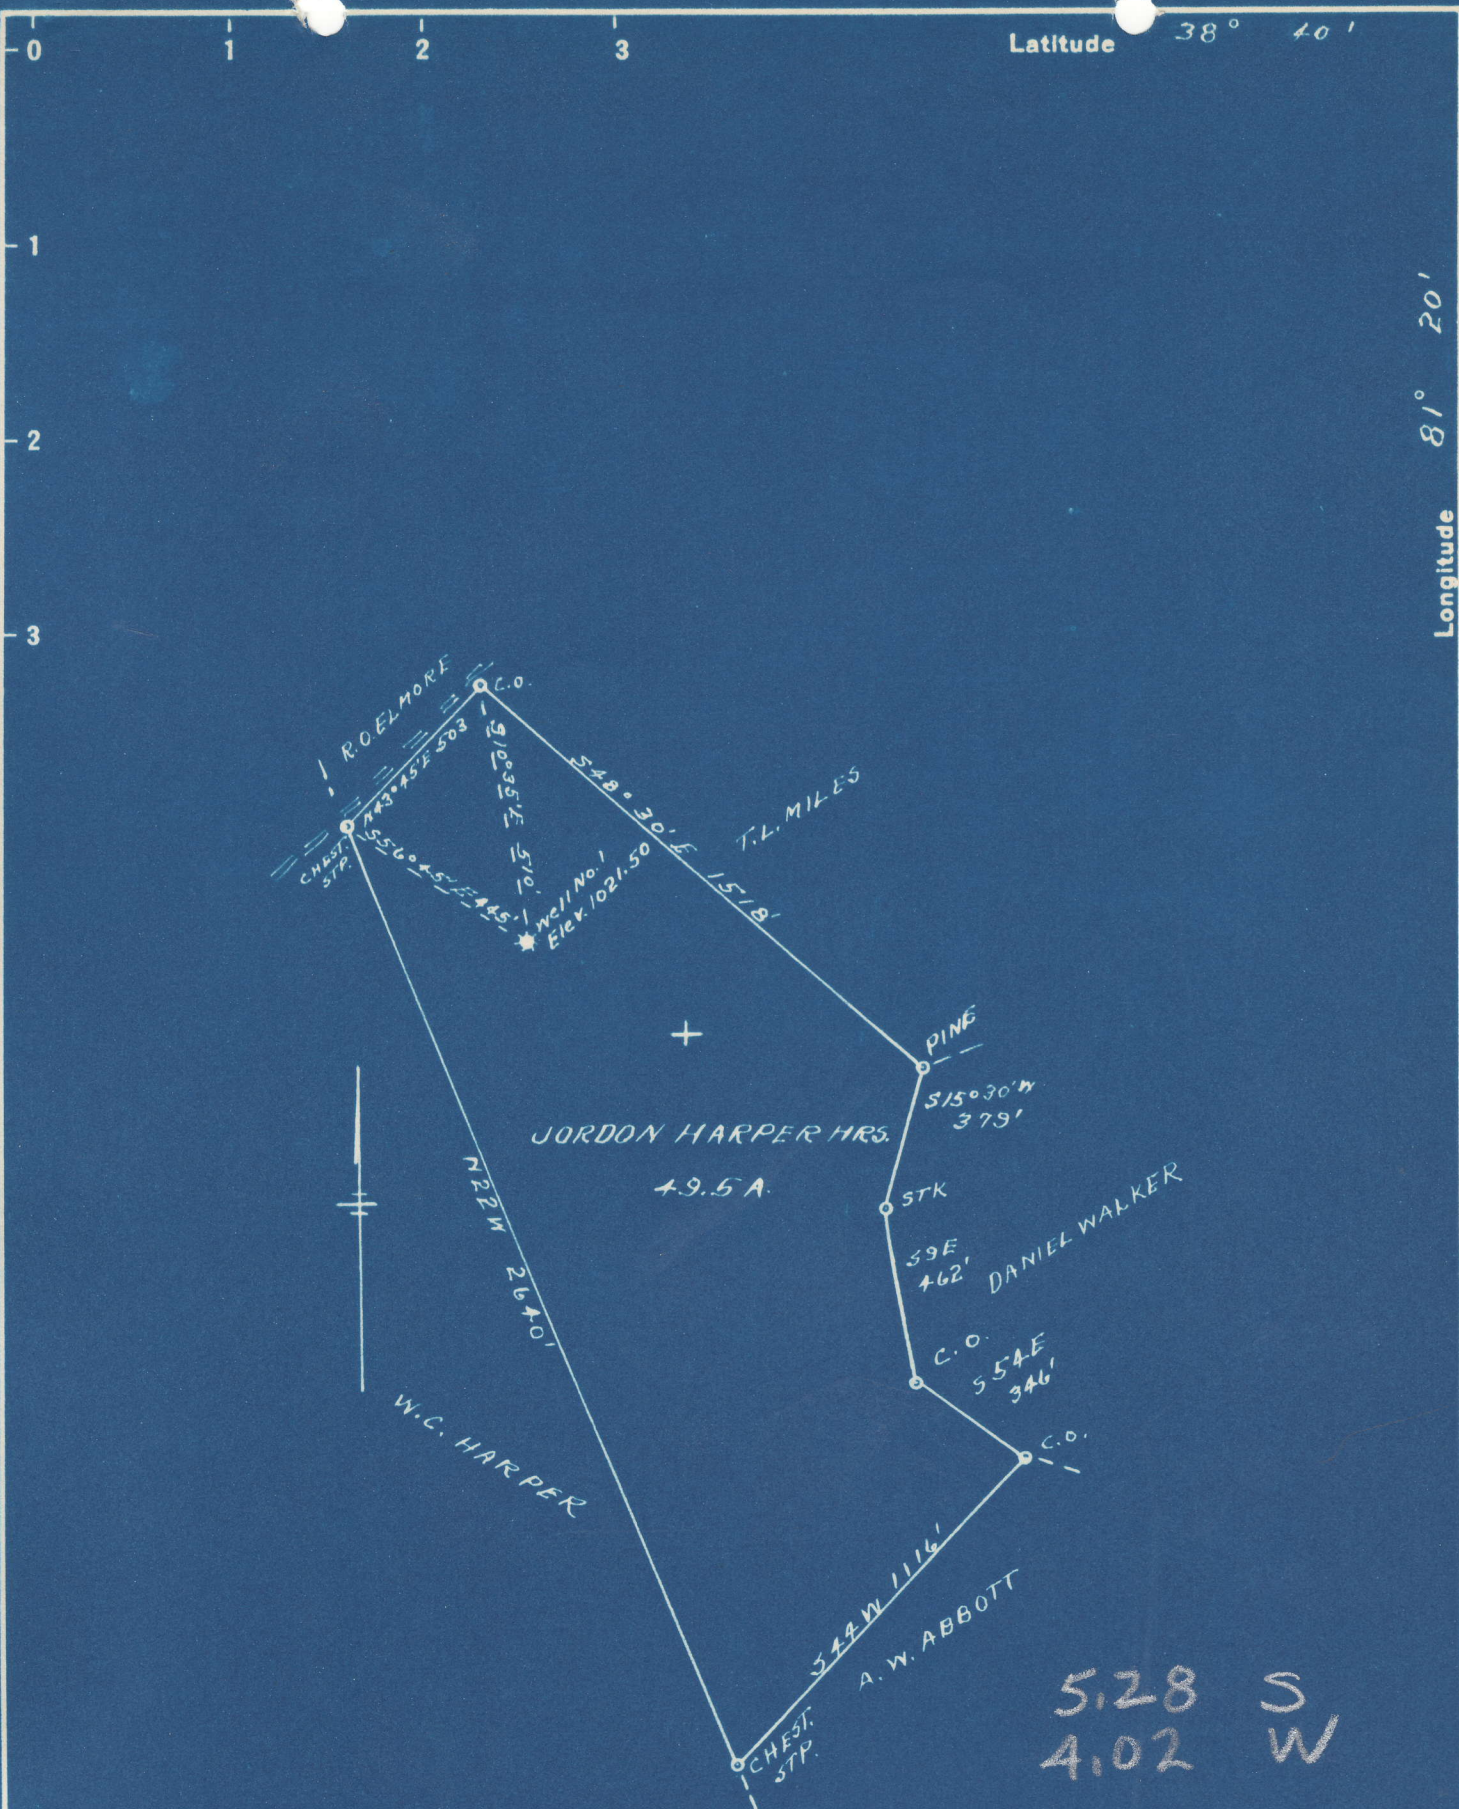 0 1 2 3 Latitude 38° 40'
1
2
3
Longitude 81° 20'
R.O. ELMORE
C.O.
N43°45'E 503
S10°35'E 510'
S48°30'E 1518'
T.L. MILES
CHEST.
STP.
S56°45'E 445'
Well No. 1
Elev. 1021.50
PINE
S15°30'W
379'
JORDON HARPER HRS.
49.5 A.
STK
S9E
462'
DANIEL WALKER
N22W 2640'
C.O.
S54E
346'
W.C. HARPER
C.O.
S44W 1116'
A.W. ABBOTT
CHEST.
STP.
5.28 S
4.02 W